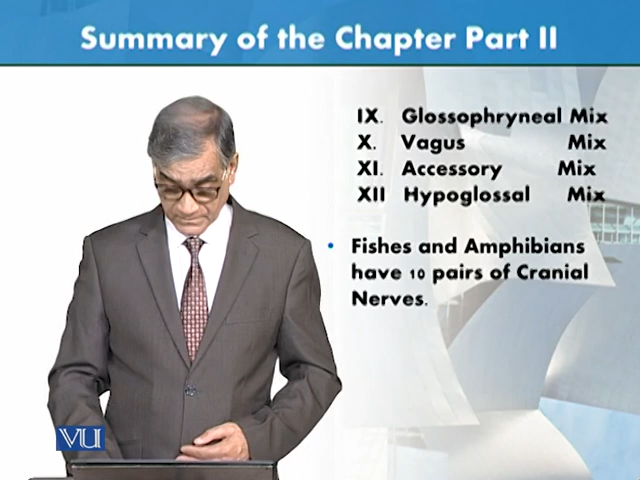 Summary of the Chapter Part II
IX. Glossophryneal Mix
X. Vagus Mix
XI. Accessory Mix
XII Hypoglossal Mix
• Fishes and Amphibians
have 10 pairs of Cranial
Nerves.
VU